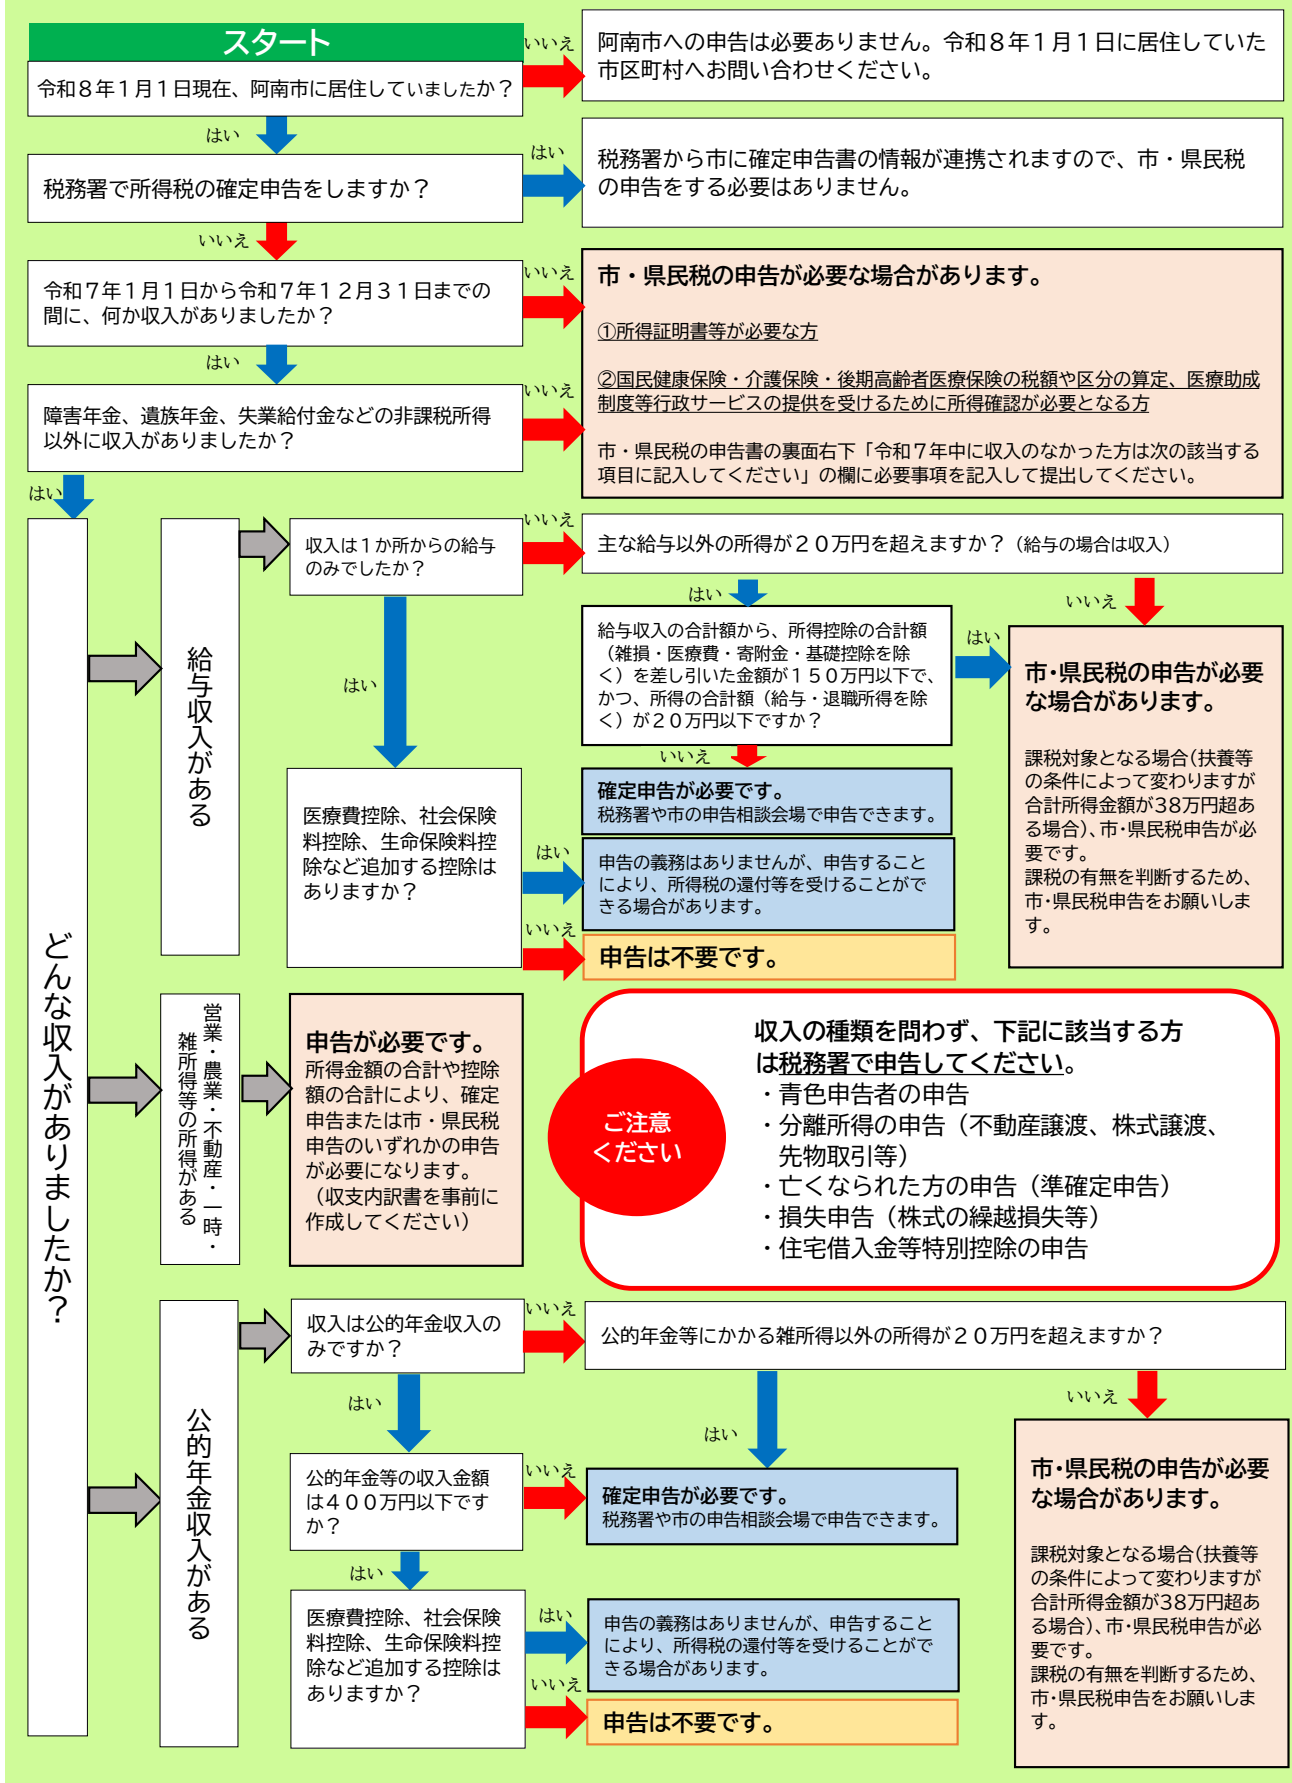 スタート
令和８年１月１日現在、阿南市に居住していましたか？
いいえ
阿南市への申告は必要ありません。令和８年１月１日に居住していた
市区町村へお問い合わせください。
はい
税務署で所得税の確定申告をしますか？
はい
税務署から市に確定申告書の情報が連携されますので、市・県民税
の申告をする必要はありません。
いいえ
令和７年１月１日から令和７年１２月３１日までの
間に、何か収入がありましたか？
いいえ
はい
障害年金、遺族年金、失業給付金などの非課税所得
以外に収入がありましたか？
いいえ
市・県民税の申告が必要な場合があります。
①所得証明書等が必要な方
②国民健康保険・介護保険・後期高齢者医療保険の税額や区分の算定、医療助成
制度等行政サービスの提供を受けるために所得確認が必要となる方
市・県民税の申告書の裏面右下「令和７年中に収入のなかった方は次の該当する
項目に記入してください」の欄に必要事項を記入して提出してください。
はい
どんな収入がありましたか？
給与収入がある
収入は１か所からの給与
のみでしたか？
いいえ
主な給与以外の所得が２０万円を超えますか？（給与の場合は収入）
はい
いいえ
給与収入の合計額から、所得控除の合計額
（雑損・医療費・寄附金・基礎控除を除
く）を差し引いた金額が１５０万円以下で、
かつ、所得の合計額（給与・退職所得を除
く）が２０万円以下ですか？
はい
市・県民税の申告が必要
な場合があります。
課税対象となる場合（扶養等
の条件によって変わりますが
合計所得金額が38万円超あ
る場合）、市・県民税申告が必
要です。
課税の有無を判断するため、
市・県民税申告をお願いしま
す。
いいえ
確定申告が必要です。
税務署や市の申告相談会場で申告できます。
はい
医療費控除、社会保険
料控除、生命保険料控
除など追加する控除は
ありますか？
はい
申告の義務はありませんが、申告すること
により、所得税の還付等を受けることがで
きる場合があります。
いいえ
申告は不要です。
営業・農業・不動産・一時・
雑所得等の所得がある
申告が必要です。
所得金額の合計や控除
額の合計により、確定
申告または市・県民税
申告のいずれかの申告
が必要になります。
（収支内訳書を事前に
作成してください）
ご注意
ください
収入の種類を問わず、下記に該当する方
は税務署で申告してください。
・青色申告者の申告
・分離所得の申告（不動産譲渡、株式譲渡、
先物取引等）
・亡くなられた方の申告（準確定申告）
・損失申告（株式の繰越損失等）
・住宅借入金等特別控除の申告
公的年金収入がある
収入は公的年金収入の
みですか？
いいえ
公的年金等にかかる雑所得以外の所得が２０万円を超えますか？
はい
はい
いいえ
公的年金等の収入金額
は４００万円以下です
か？
いいえ
確定申告が必要です。
税務署や市の申告相談会場で申告できます。
市・県民税の申告が必要
な場合があります。
課税対象となる場合（扶養等
の条件によって変わりますが
合計所得金額が38万円超あ
る場合）、市・県民税申告が必
要です。
課税の有無を判断するため、
市・県民税申告をお願いしま
す。
はい
医療費控除、社会保険
料控除、生命保険料控
除など追加する控除は
ありますか？
はい
申告の義務はありませんが、申告すること
により、所得税の還付等を受けることがで
きる場合があります。
いいえ
申告は不要です。